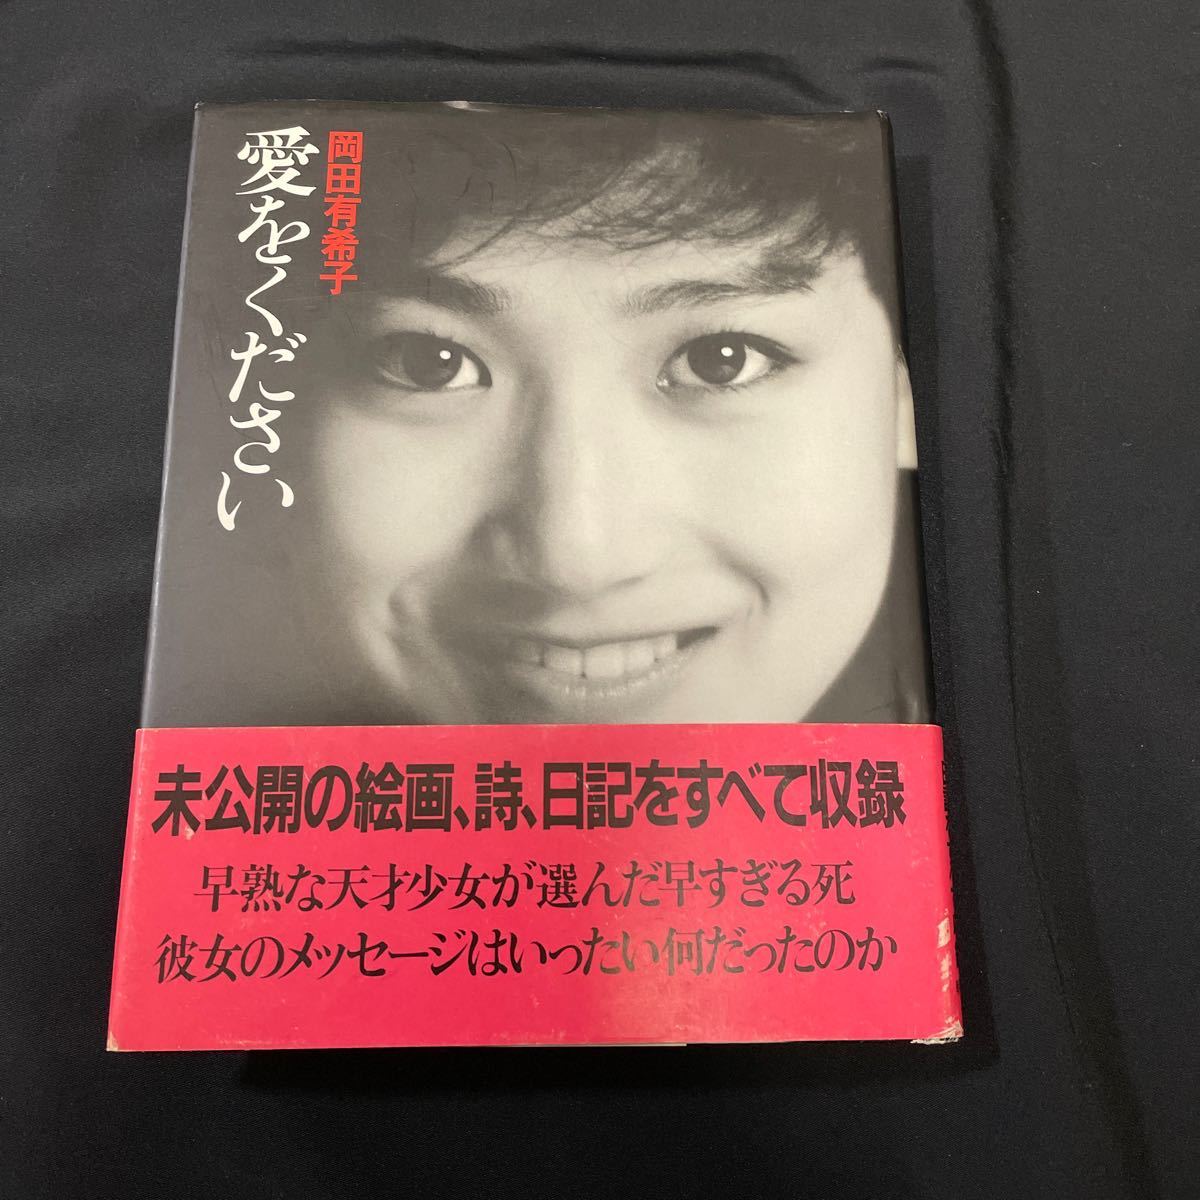 岡田有希子
愛をください
未公開の絵画、詩、日記をすべて収録
早熟な天才少女が選んだ早すぎる死
彼女のメッセージはいったい何だったのか